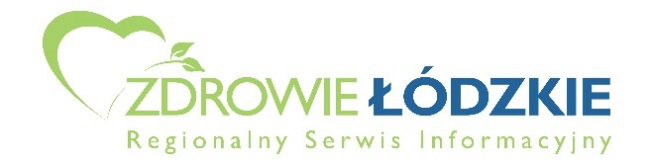 ZDROWIE ŁÓDZKIE
Regionalny Serwis Informacyjny